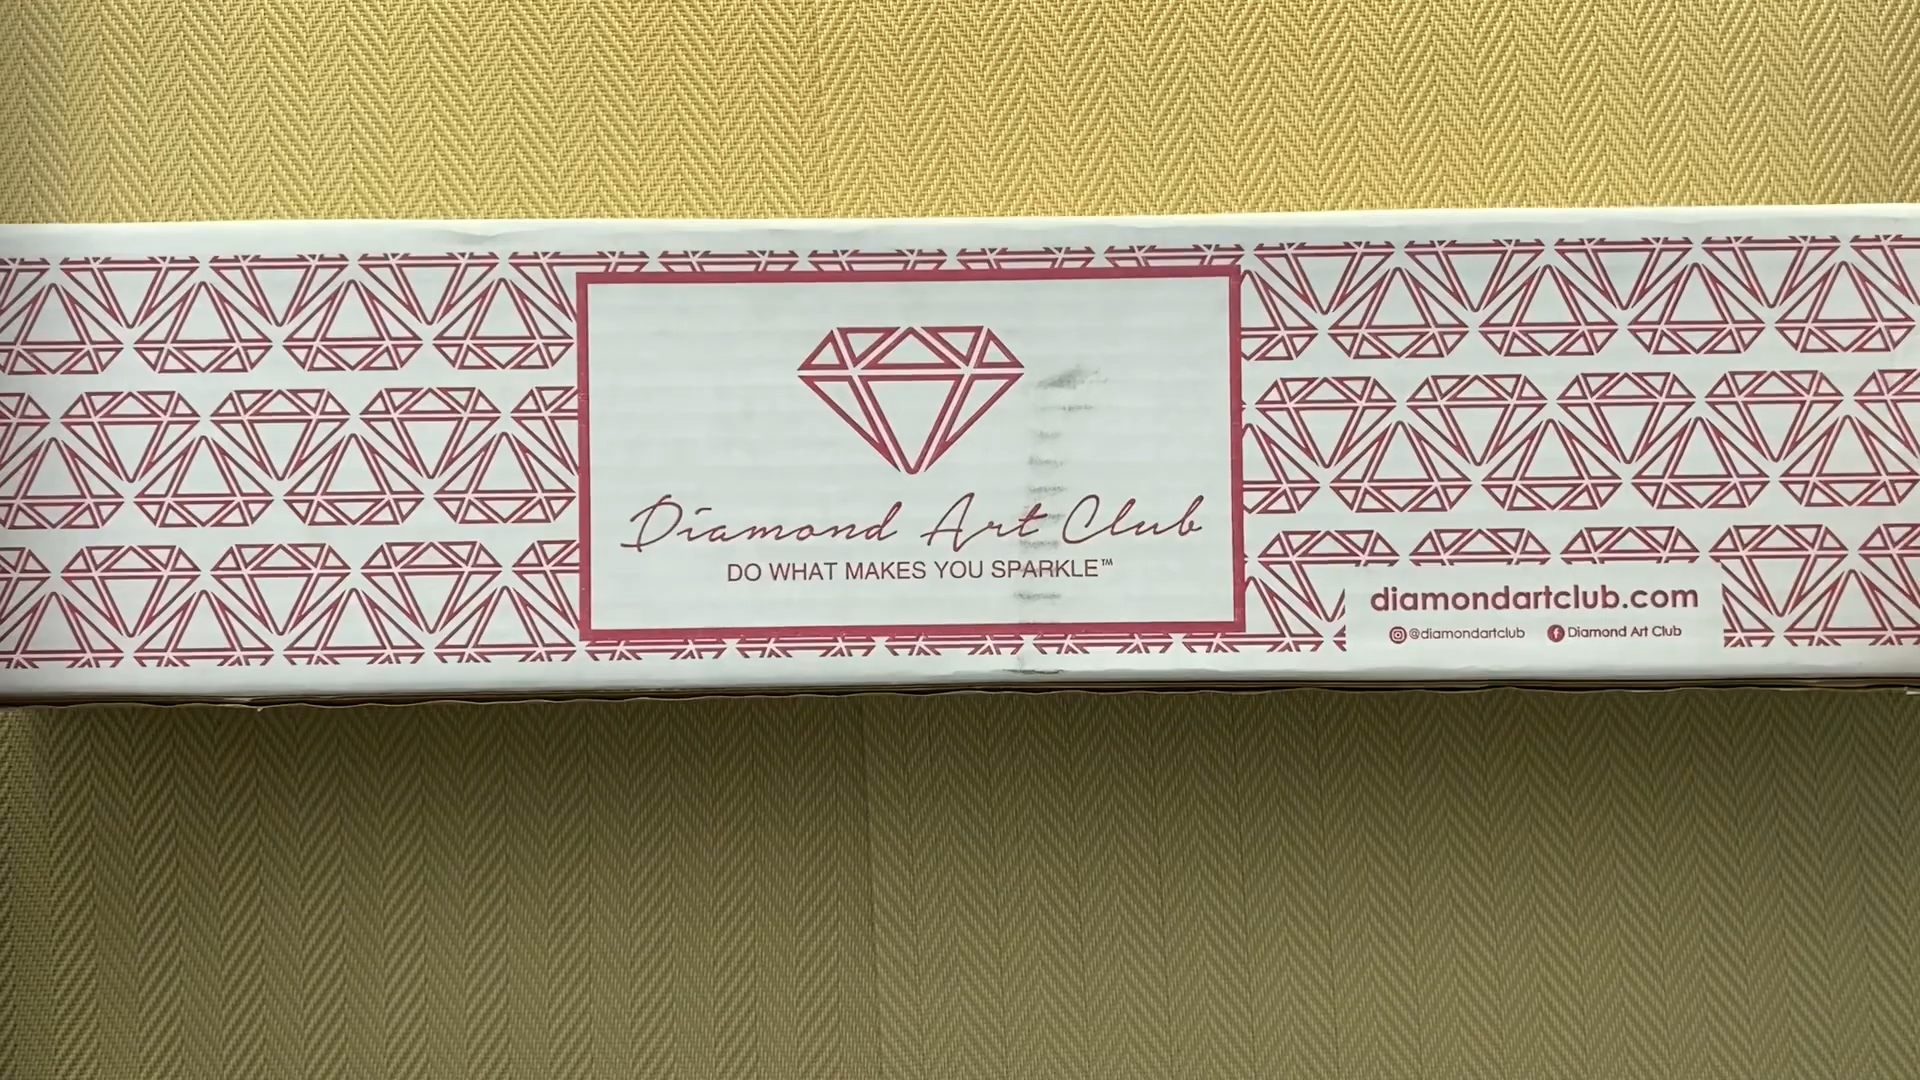 Diamond Art Club
DO WHAT MAKES YOU SPARKLE™
diamondartclub.com
@diamondartclub Diamond Art Club